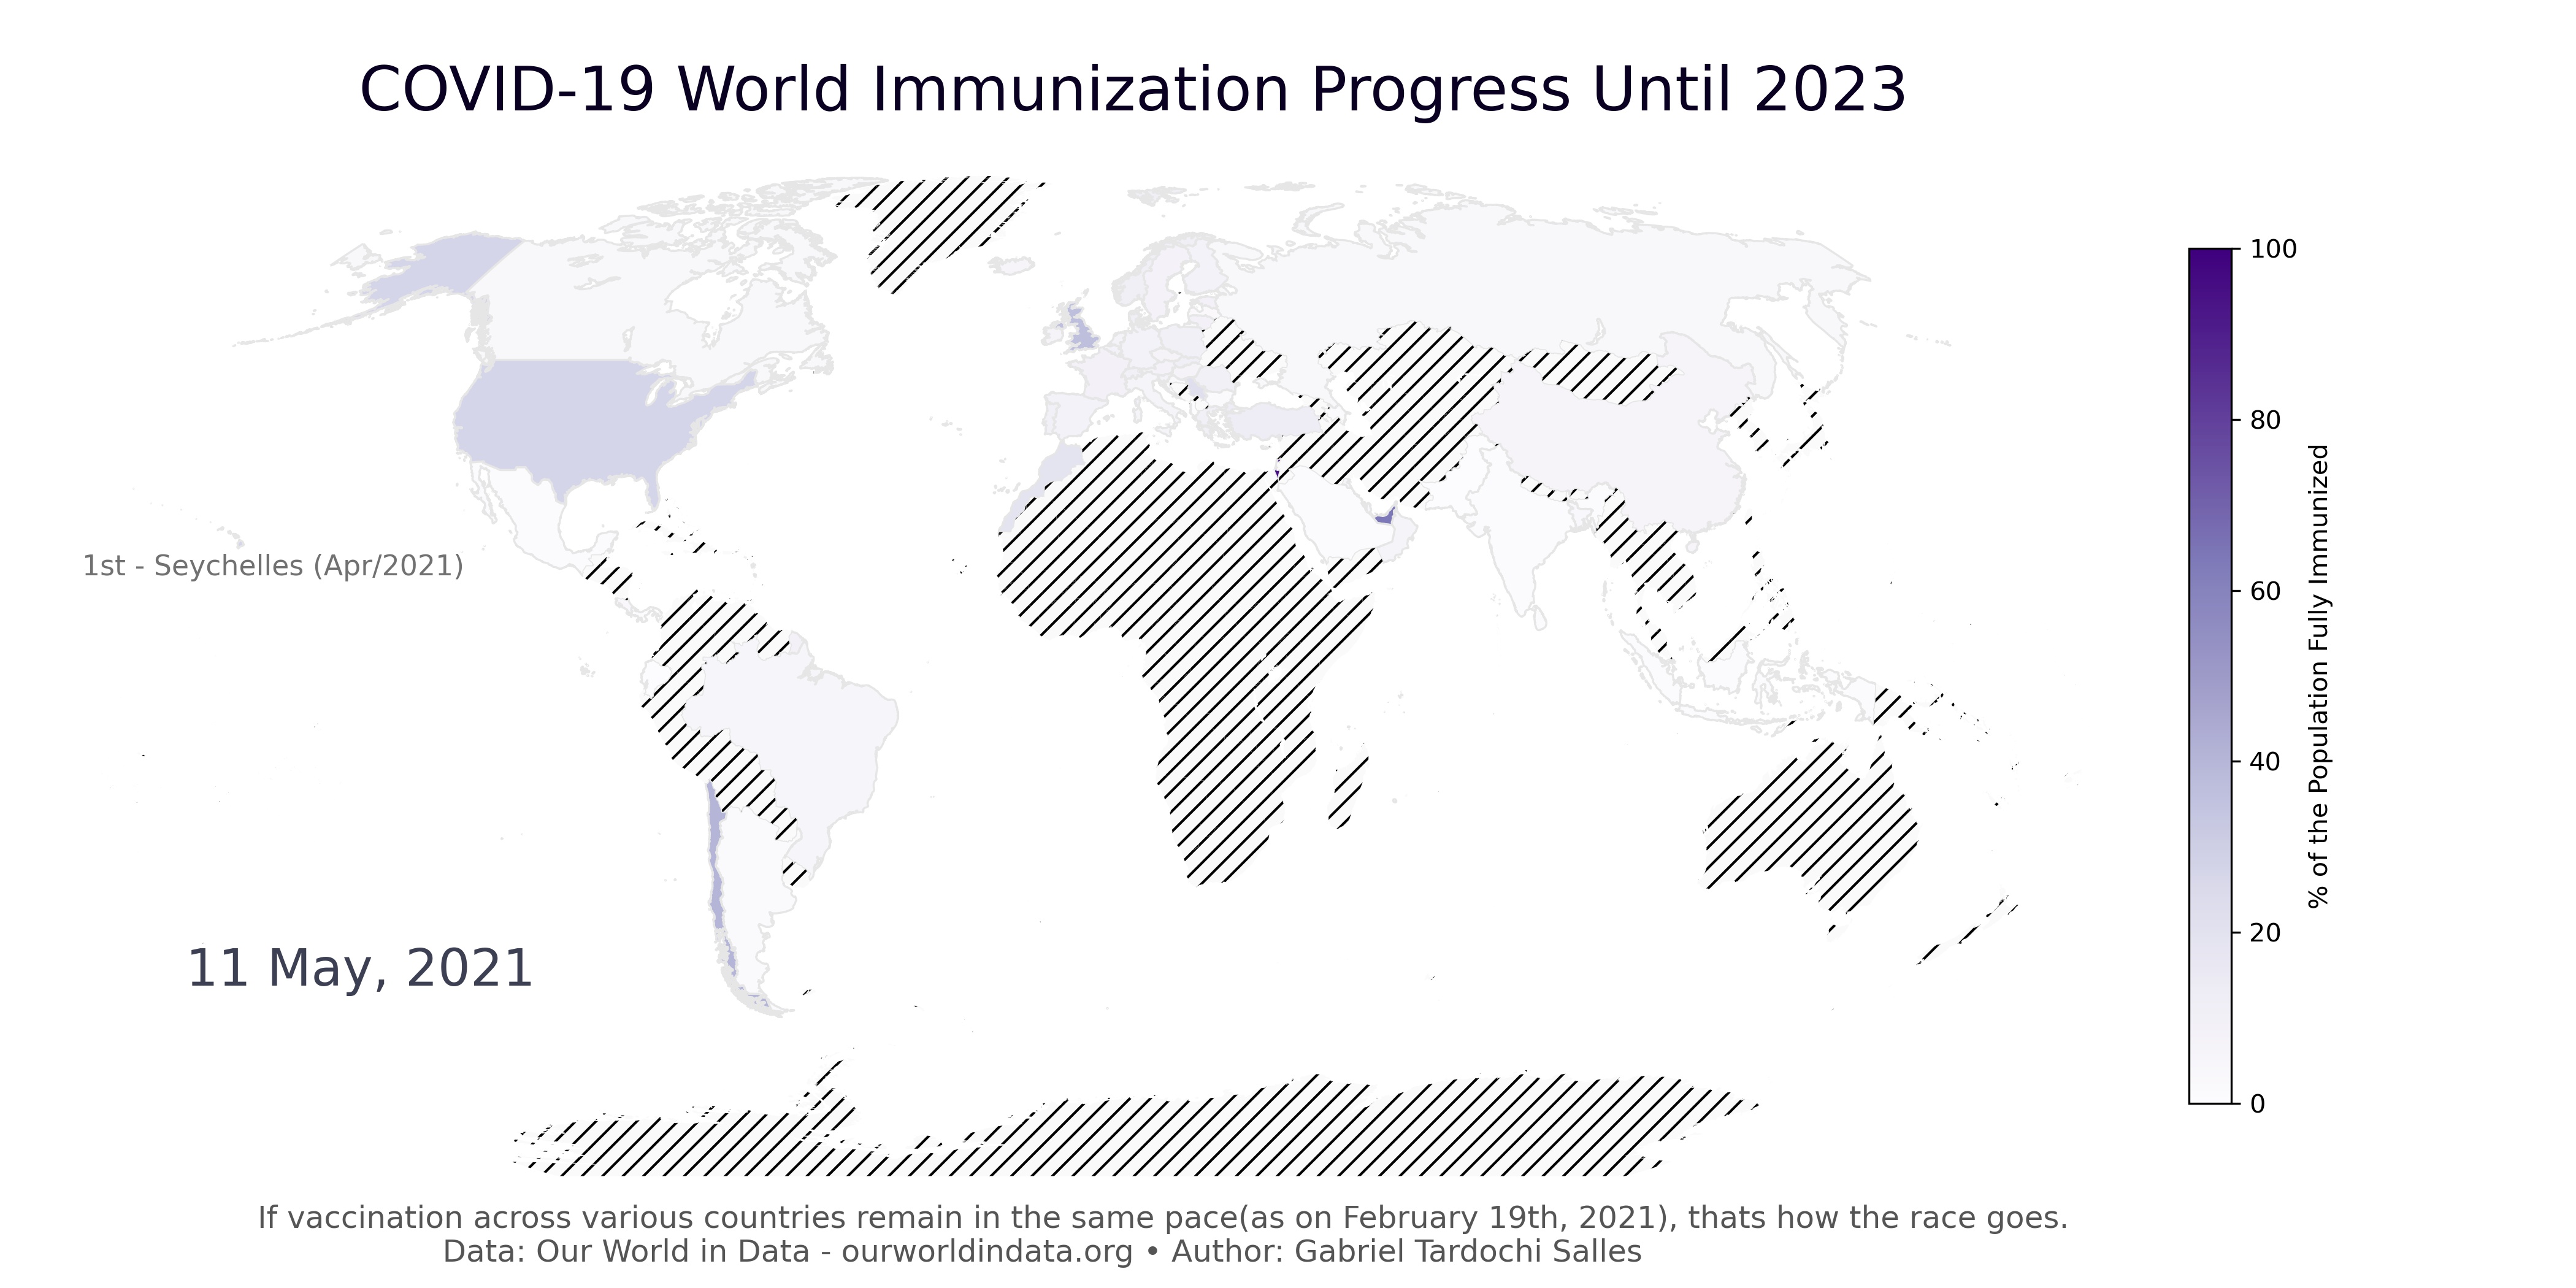 COVID-19 World Immunization Progress Until 2023
1st - Seychelles (Apr/2021)
11 May, 2021
100
80
60
40
20
0
% of the Population Fully Immunized
If vaccination across various countries remain in the same pace(as on February 19th, 2021), thats how the race goes.
Data: Our World in Data - ourworldindata.org • Author: Gabriel Tardochi Salles